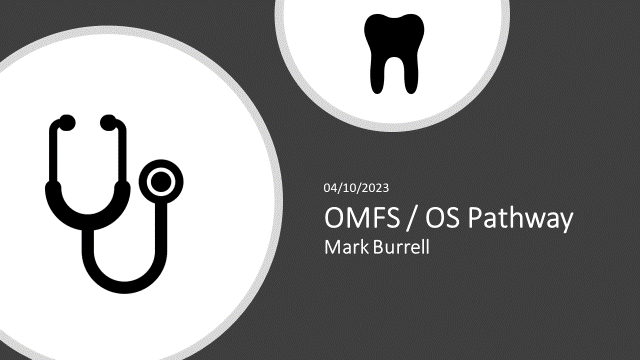 04/10/2023
OMFS / OS Pathway
Mark Burrell